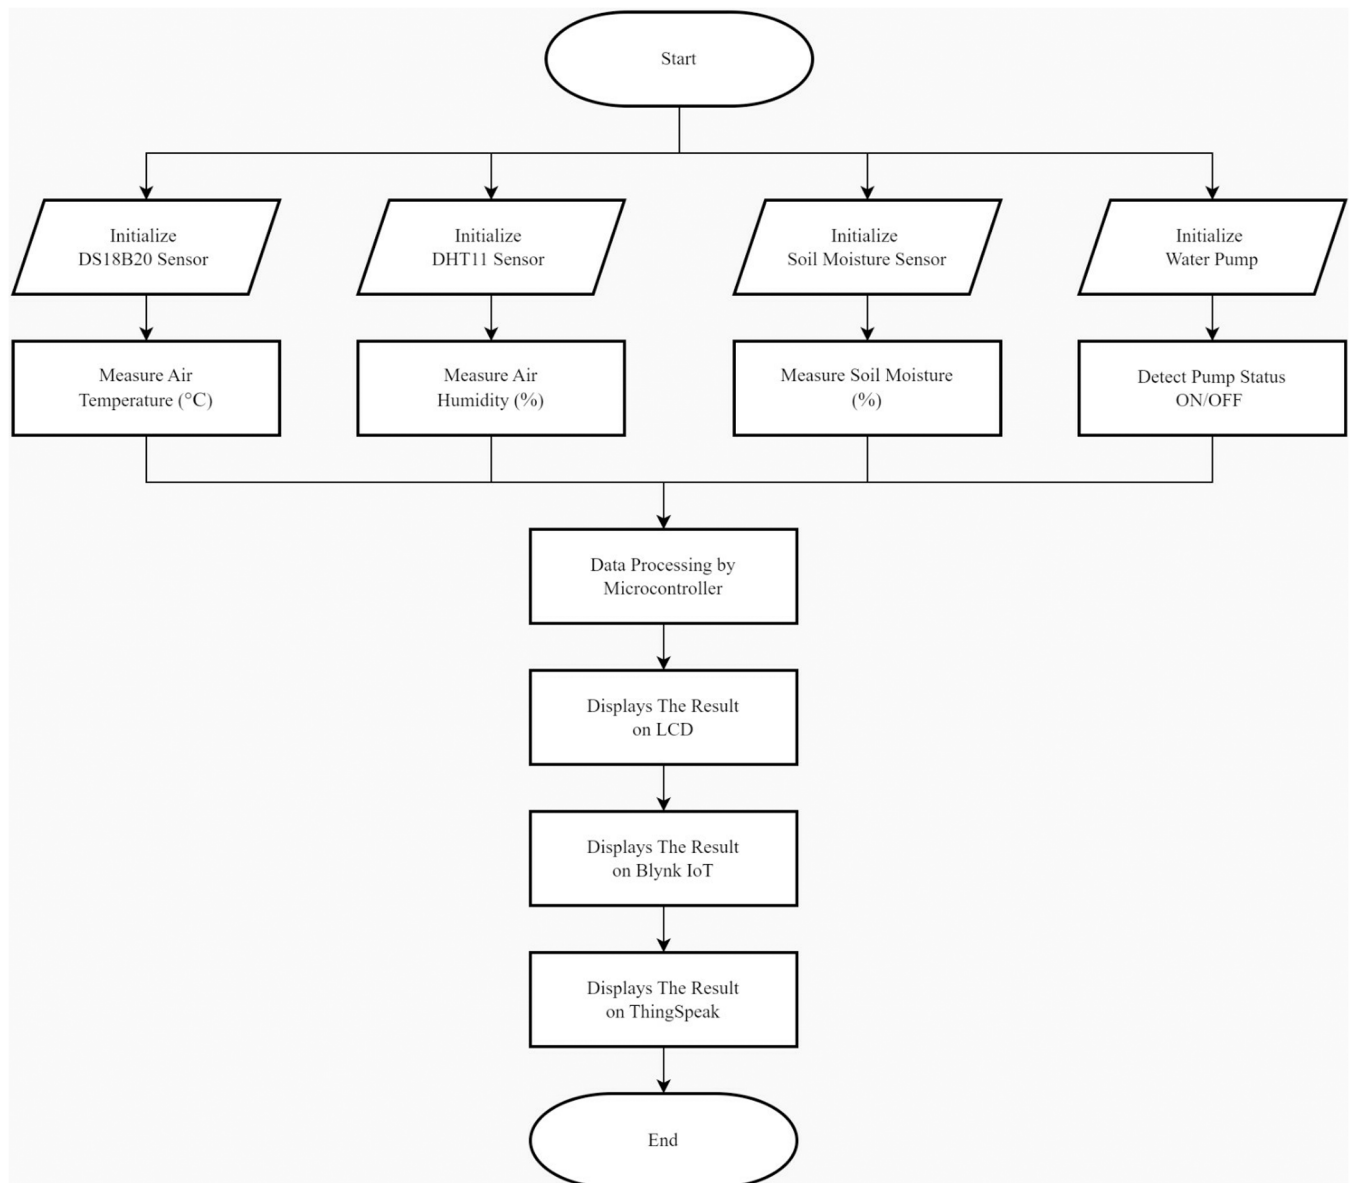 Start
Initialize
DS18B20 Sensor
Initialize
DHT11 Sensor
Initialize
Soil Moisture Sensor
Initialize
Water Pump
Measure Air
Temperature (°C)
Measure Air
Humidity (%)
Measure Soil Moisture
(%)
Detect Pump Status
ON/OFF
Data Processing by
Microcontroller
Displays The Result
on LCD
Displays The Result
on Blynk IoT
Displays The Result
on ThingSpeak
End